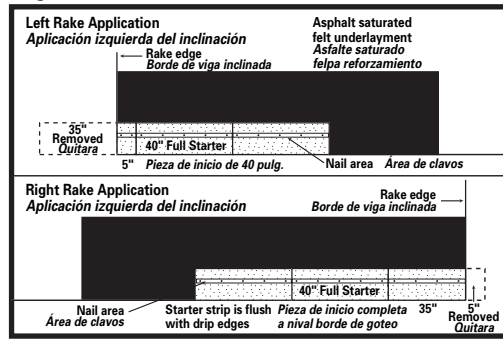 Left Rake Application
Aplicación izquierda del inclinación
Asphalt saturated
felt underlayment
Asfalte saturado
felpa reforzamiento
Rake edge
Borde de viga inclinada
35"
Removed
Quitara
40" Full Starter
5"
Pieza de inicio de 40 pulg.
Nail area
Área de clavos
Right Rake Application
Aplicación izquierda del inclinación
Rake edge
Borde de viga inclinada
40" Full Starter
Nail area
Área de clavos
Starter strip is flush
with drip edges
Pieza de inicio completa
a nival borde de goteo
35"
5"
Removed
Quitara